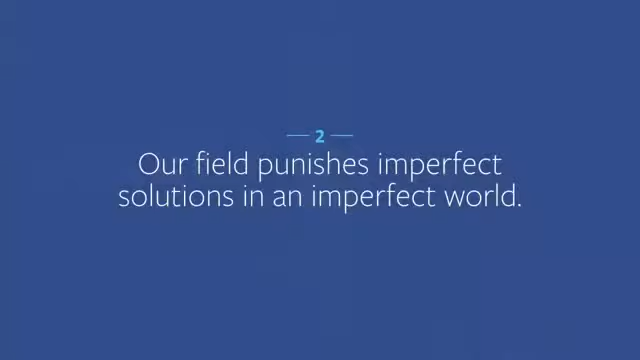 2
Our field punishes imperfect
solutions in an imperfect world.